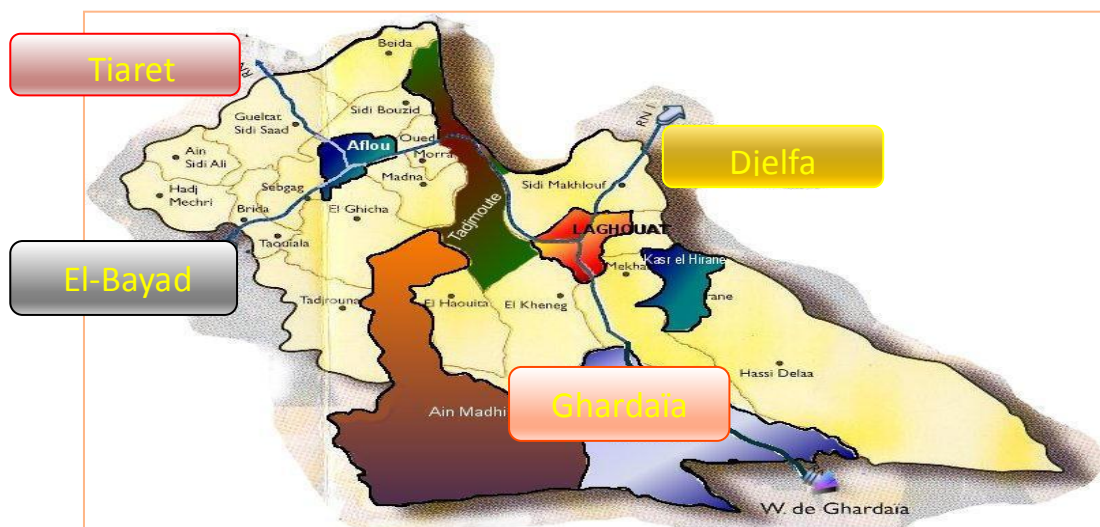 Tiaret
RN
Beida
Gueltat
Sidi Saad
Sidi Bouzid
Aflou
Oued
Morra
Ain
Sidi Ali
Hadj
Mechri
Sebgag
Madna
Brida
El Ghicha
Taouiala
Tadjmoute
RN 1
Djelfa
Sidi Makhlouf
LAGHOUAT
Kasr el Hirane
Mekha
rane
El-Bayad
Tadjrouna
El Haouita
El Kheneg
Hassi Delaa
Ain Madhi
Ghardaïa
W. de Ghardaïa